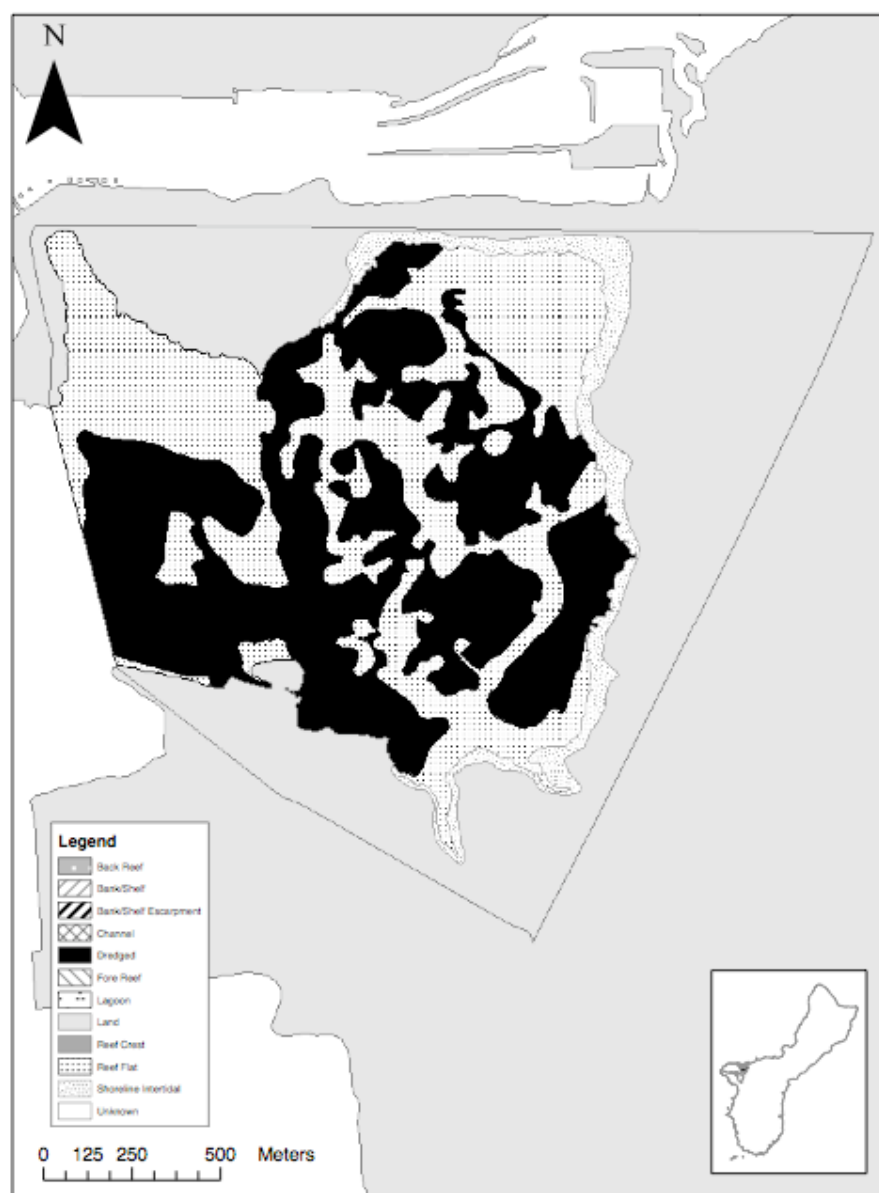 N
Legend
Back Reef
Bank/Shelf
Bank/Shelf Escarpment
Channel
Dredged
Fore Reef
Lagoon
Land
Reef Crest
Reef Flat
Shoreline Intertidal
Unknown
0 125 250 500 Meters